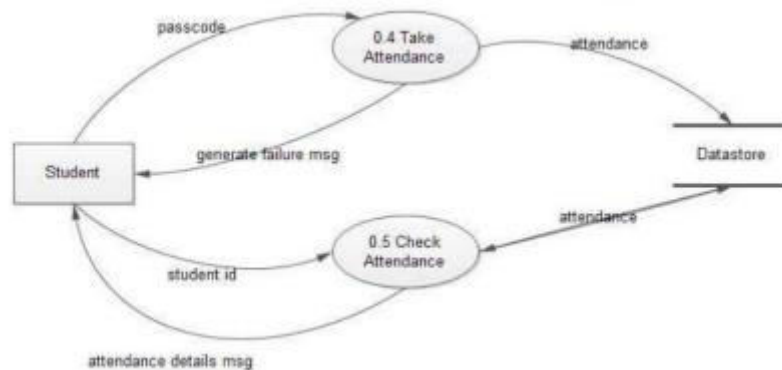 passcode
0.4 Take
Attendance
attendance
generate failure msg
Student
Datastore
attendance
0.5 Check
Attendance
student id
attendance details msg